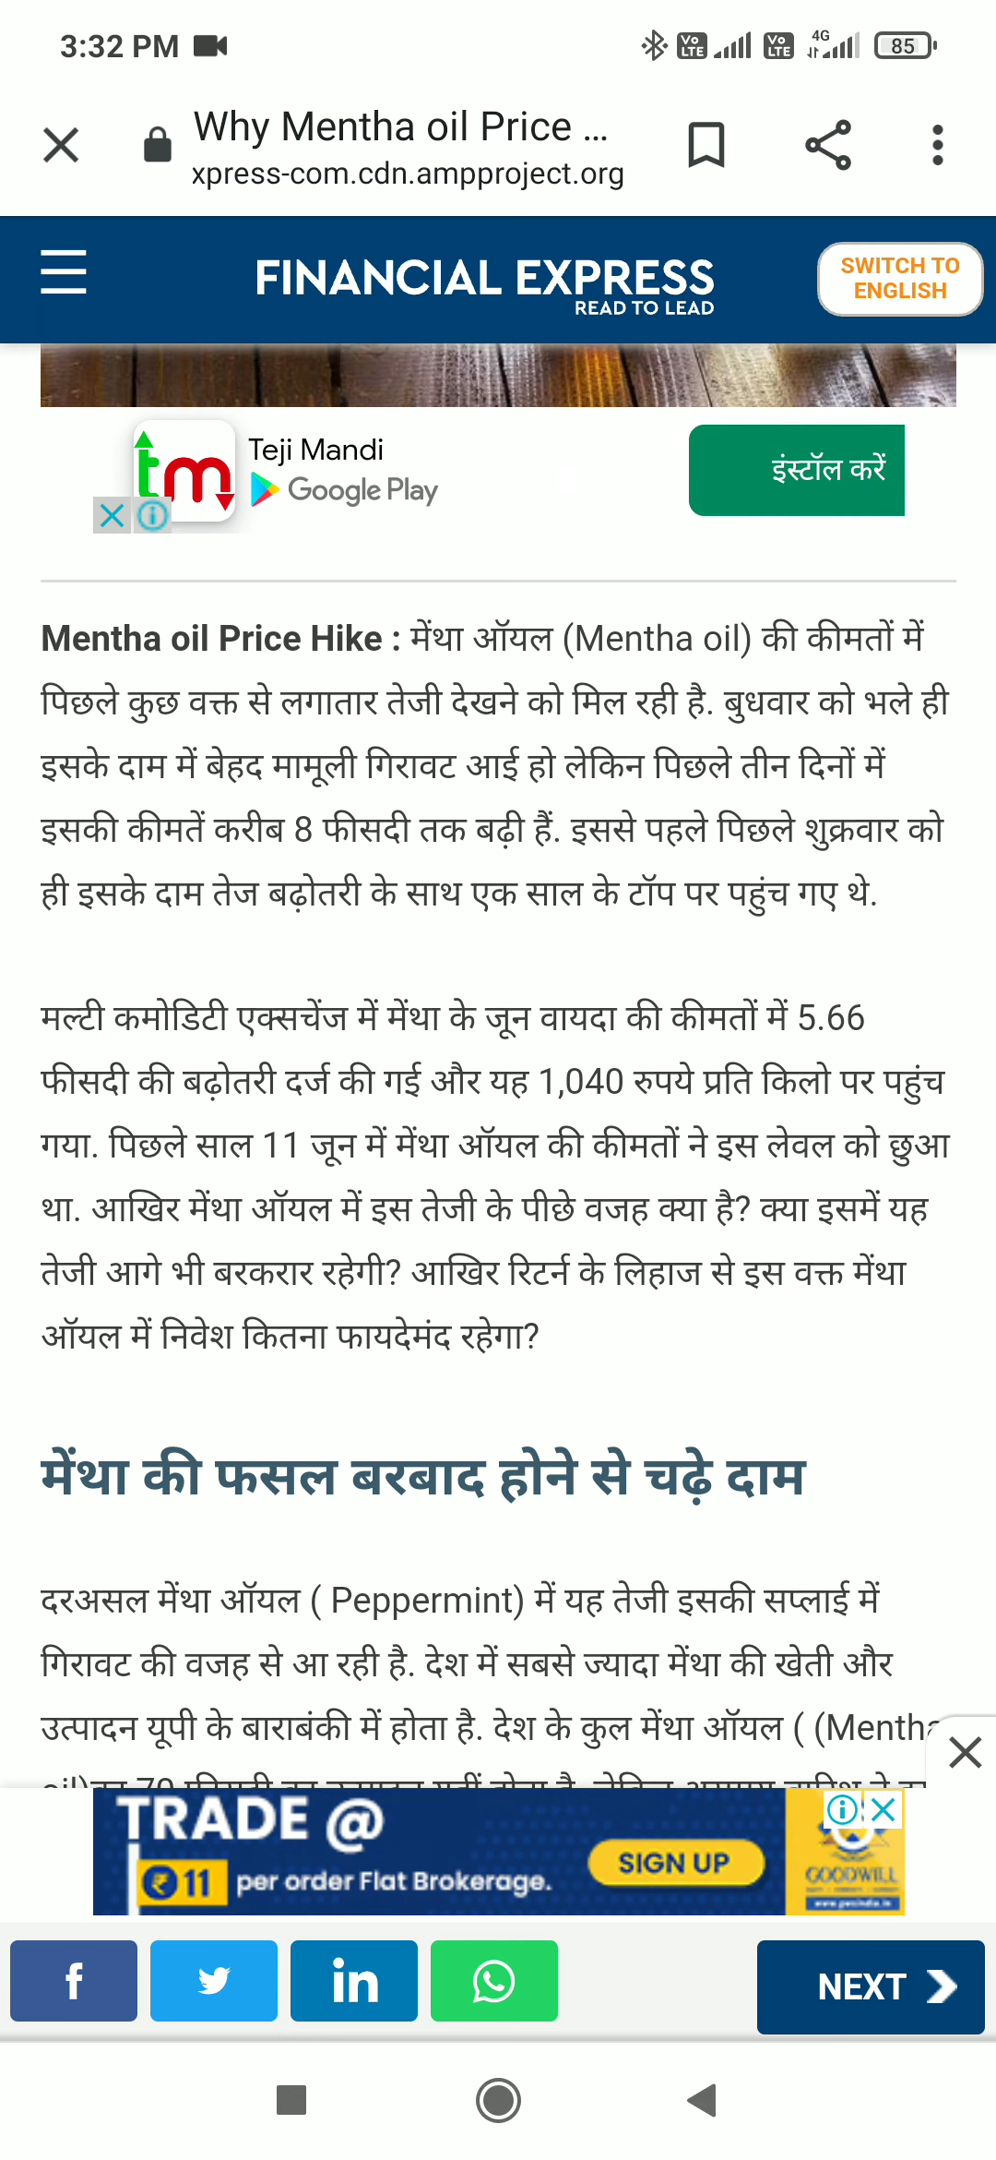 3:32 PM
Vo LTE Vo LTE 4G 85
Why Mentha oil Price ...
xpress-com.cdn.ampproject.org
FINANCIAL EXPRESS
READ TO LEAD
SWITCH TO
ENGLISH
tm
Teji Mandi
Google Play
इंस्टॉल करें
Mentha oil Price Hike : मेंथा ऑयल (Mentha oil) की कीमतों में
पिछले कुछ वक्त से लगातार तेजी देखने को मिल रही है. बुधवार को भले ही
इसके दाम में बेहद मामूली गिरावट आई हो लेकिन पिछले तीन दिनों में
इसकी कीमतें करीब 8 फीसदी तक बढ़ी हैं. इससे पहले पिछले शुक्रवार को
ही इसके दाम तेज बढ़ोतरी के साथ एक साल के टॉप पर पहुंच गए थे.
मल्टी कमोडिटी एक्सचेंज में मेंथा के जून वायदा की कीमतों में 5.66
फीसदी की बढ़ोतरी दर्ज की गई और यह 1,040 रुपये प्रति किलो पर पहुंच
गया. पिछले साल 11 जून में मेंथा ऑयल की कीमतों ने इस लेवल को छुआ
था. आखिर मेंथा ऑयल में इस तेजी के पीछे वजह क्या है? क्या इसमें यह
तेजी आगे भी बरकरार रहेगी? आखिर रिटर्न के लिहाज से इस वक्त मेंथा
ऑयल में निवेश कितना फायदेमंद रहेगा?
मेंथा की फसल बरबाद होने से चढ़े दाम
दरअसल मेंथा ऑयल ( Peppermint) में यह तेजी इसकी सप्लाई में
गिरावट की वजह से आ रही है. देश में सबसे ज्यादा मेंथा की खेती और
उत्पादन यूपी के बाराबंकी में होता है. देश के कुल मेंथा ऑयल ( (Mentha
TRADE @
₹ 11 per order Flat Brokerage.
SIGN UP
GOODWILL
f in
NEXT